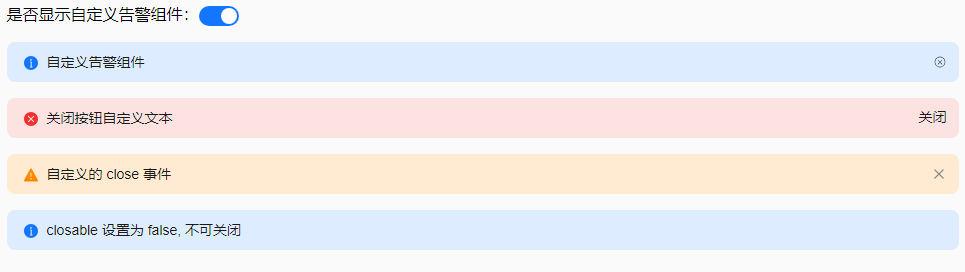 是否显示自定义告警组件：
自定义告警组件
关闭按钮自定义文本 关闭
自定义的 close 事件
closable 设置为 false, 不可关闭